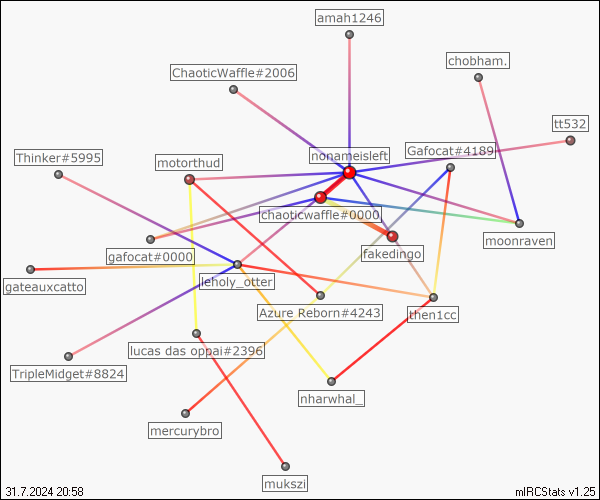 amah1246
chobham.
ChaoticWaffle#2006
tt532
Gafocat#4189
nonameisleft
Thinker#5995
motorthud
chaoticwaffle#0000
moonraven
gafocat#0000
fakedingo
leholy_otter
gateauxcatto
Azure Reborn#4243
then1cc
lucas das oppai#2396
TripleMidget#8824
nharwhal_
mercurybro
mukszi
31.7.2024 20:58
mIRCStats v1.25